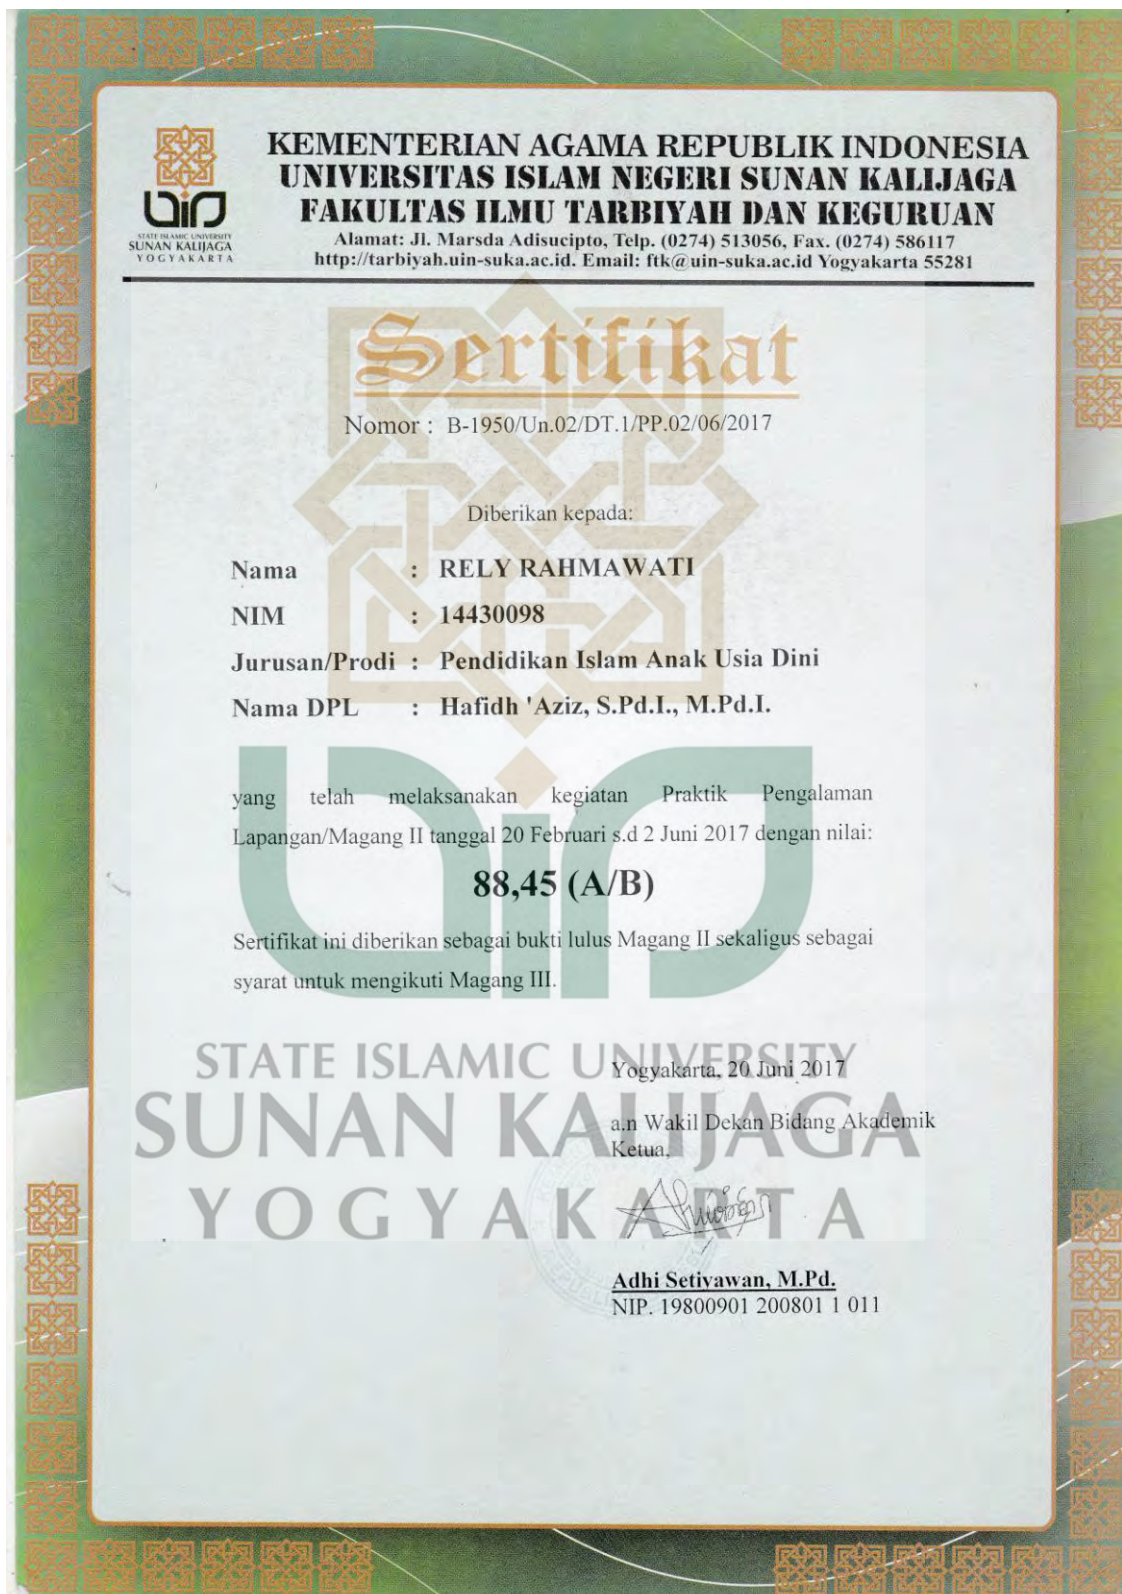 STATE ISLAMIC UNIVERSITY
SUNAN KALIJAGA
YOGYAKARTA
KEMENTERIAN AGAMA REPUBLIK INDONESIA
UNIVERSITAS ISLAM NEGERI SUNAN KALIJAGA
FAKULTAS ILMU TARBIYAH DAN KEGURUAN
Alamat: Jl. Marsda Adisucipto, Telp. (0274) 513056, Fax. (0274) 586117
http://tarbiyah.uin-suka.ac.id. Email: ftk@uin-suka.ac.id Yogyakarta 55281
Sertifikat
Nomor : B-1950/Un.02/DT.1/PP.02/06/2017
Diberikan kepada:
Nama : RELY RAHMAWATI
NIM : 14430098
Jurusan/Prodi : Pendidikan Islam Anak Usia Dini
Nama DPL : Hafidh 'Aziz, S.Pd.I., M.Pd.I.
yang telah melaksanakan kegiatan Praktik Pengalaman
Lapangan/Magang II tanggal 20 Februari s.d 2 Juni 2017 dengan nilai:
88,45 (A/B)
Sertifikat ini diberikan sebagai bukti lulus Magang II sekaligus sebagai
syarat untuk mengikuti Magang III.
Yogyakarta, 20 Juni 2017
a.n Wakil Dekan Bidang Akademik
Ketua,
Adhi Setiyawan, M.Pd.
NIP. 19800901 200801 1 011
STATE ISLAMIC UNIVERSITY
SUNAN KALIJAGA
YOGYAKARTA